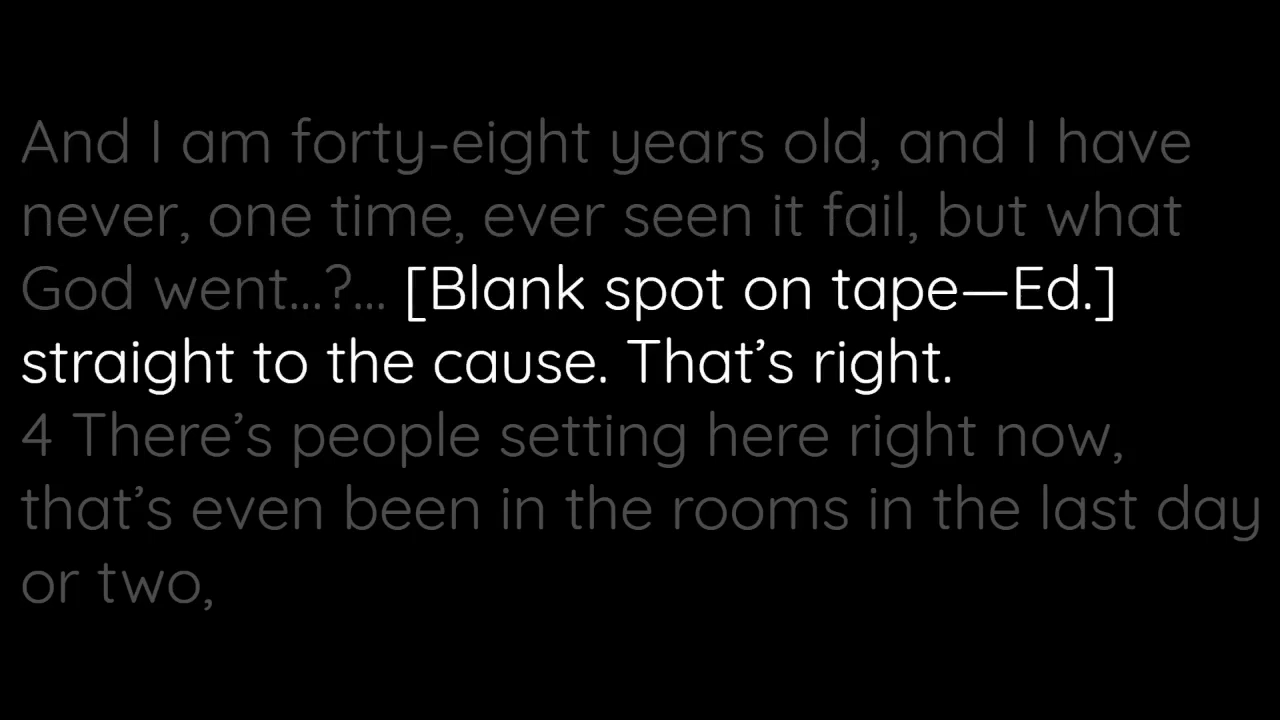 And I am forty-eight years old, and I have
never, one time, ever seen it fail, but what
God went...?... [Blank spot on tape—Ed.]
straight to the cause. That’s right.
4 There’s people setting here right now,
that’s even been in the rooms in the last day
or two,